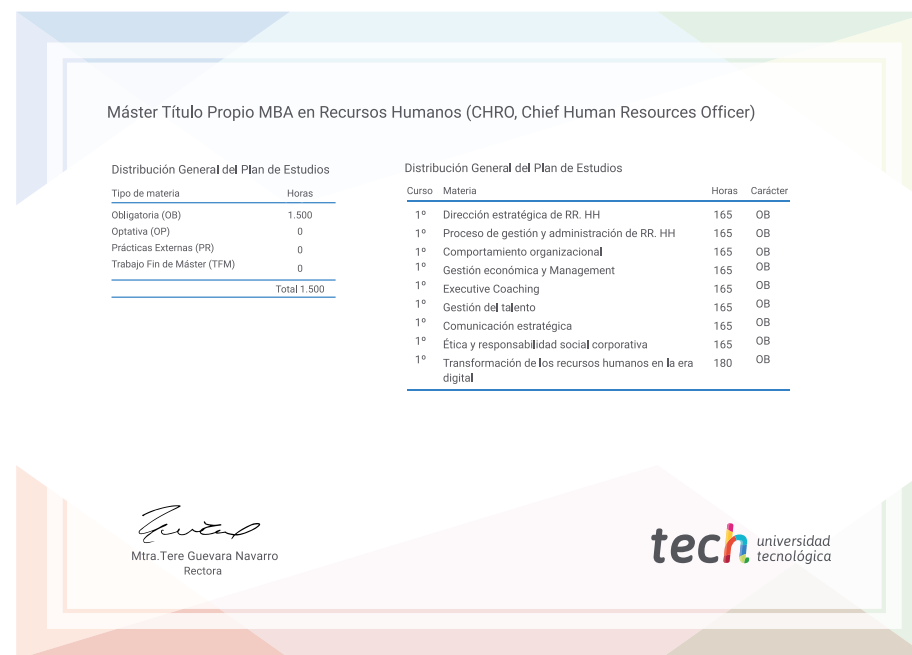 Máster Título Propio MBA en Recursos Humanos (CHRO, Chief Human Resources Officer)
Distribución General del Plan de Estudios
Tipo de materia Horas
Obligatoria (OB) 1.500
Optativa (OP) 0
Prácticas Externas (PR) 0
Trabajo Fin de Máster (TFM) 0
Total 1.500
Distribución General del Plan de Estudios
Curso Materia Horas Carácter
1º Dirección estratégica de RR. HH 165 OB
1º Proceso de gestión y administración de RR. HH 165 OB
1º Comportamiento organizacional 165 OB
1º Gestión económica y Management 165 OB
1º Executive Coaching 165 OB
1º Gestión del talento 165 OB
1º Comunicación estratégica 165 OB
1º Ética y responsabilidad social corporativa 165 OB
1º Transformación de los recursos humanos en la era 180 OB
digital
Mtra.Tere Guevara Navarro
Rectora
tech universidad
tecnológica